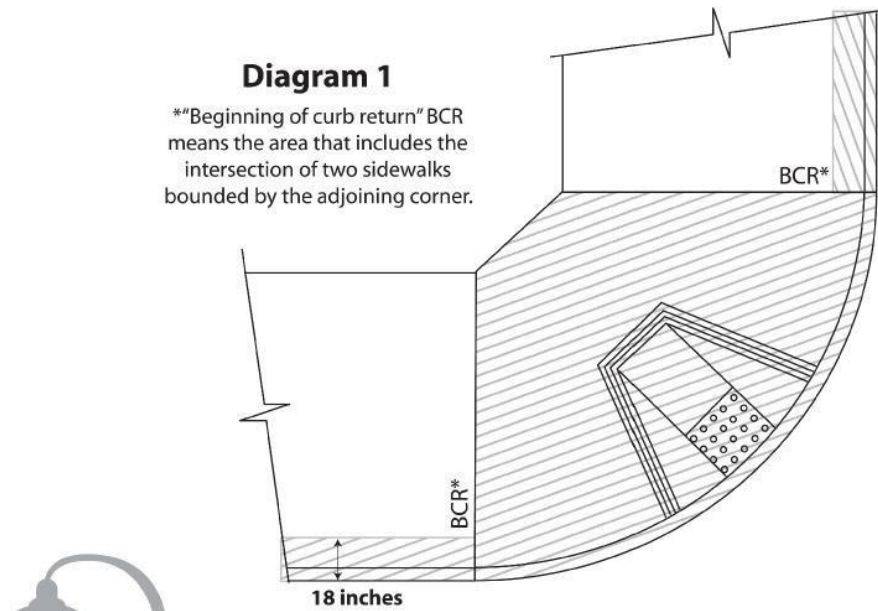 Diagram 1
*“Beginning of curb return” BCR
means the area that includes the
intersection of two sidewalks
bounded by the adjoining corner.
BCR*
BCR*
18 inches